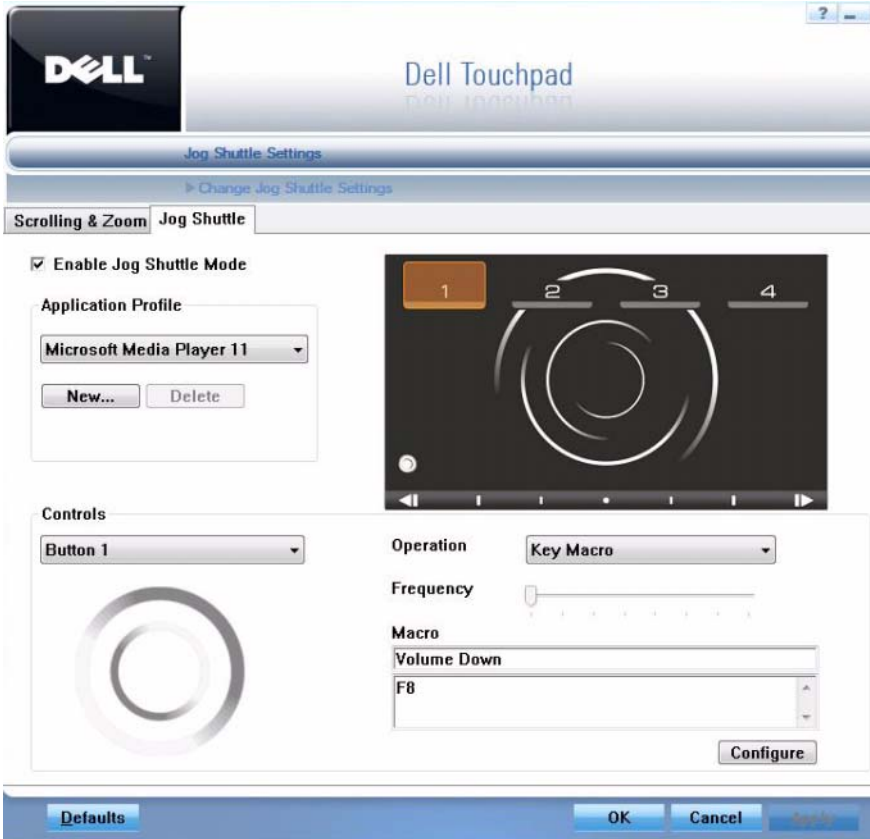 ?
DELL™
Dell Touchpad
Jog Shuttle Settings
Change Jog Shuttle Settings
Scrolling & Zoom
Jog Shuttle
Enable Jog Shuttle Mode
Application Profile
Microsoft Media Player 11
New...
Delete
1
2
3
4
Controls
Button 1
Operation
Key Macro
Frequency
Macro
Volume Down
F8
Configure
Defaults
OK
Cancel
Apply